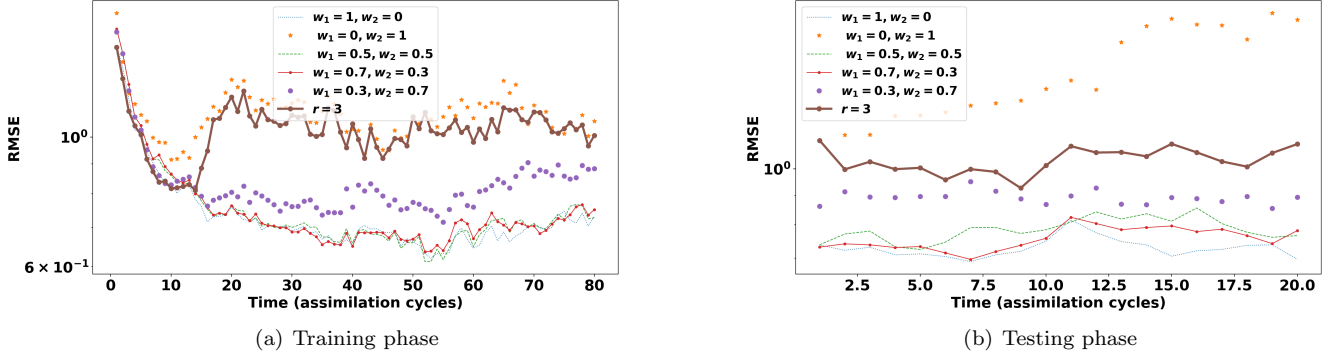 w₁ = 1, w₂ = 0
w₁ = 0, w₂ = 1
w₁ = 0.5, w₂ = 0.5
w₁ = 0.7, w₂ = 0.3
w₁ = 0.3, w₂ = 0.7
r = 3
RMSE
10⁰
6 × 10⁻¹
0 10 20 30 40 50 60 70 80
Time (assimilation cycles)
(a) Training phase
w₁ = 1, w₂ = 0
w₁ = 0, w₂ = 1
w₁ = 0.5, w₂ = 0.5
w₁ = 0.7, w₂ = 0.3
w₁ = 0.3, w₂ = 0.7
r = 3
RMSE
10⁰
2.5 5.0 7.5 10.0 12.5 15.0 17.5 20.0
Time (assimilation cycles)
(b) Testing phase